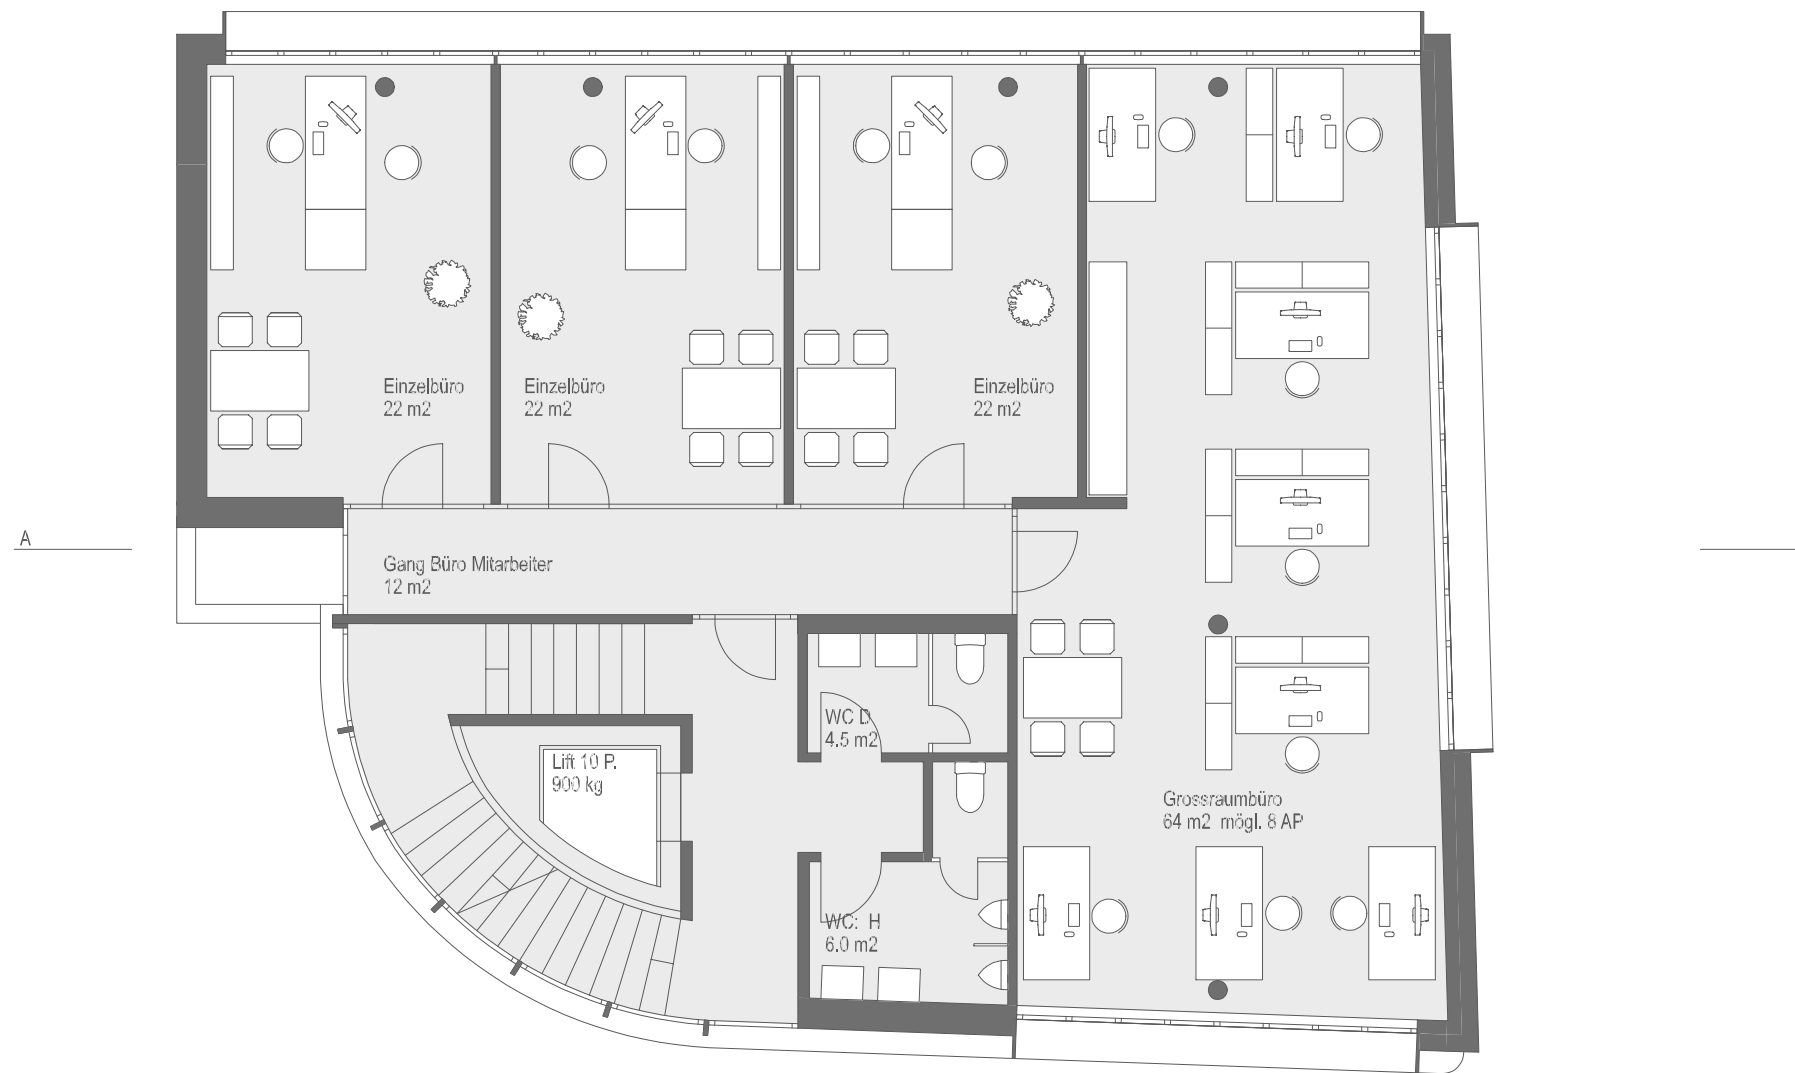 Einzelbüro
22 m2
Einzelbüro
22 m2
Einzelbüro
22 m2
A
Gang Büro Mitarbeiter
12 m2
WC D
4.5 m2
Lift 10 P.
900 kg
Grossraumbüro
64 m2 mögl. 8 AP
WC: H
6.0 m2